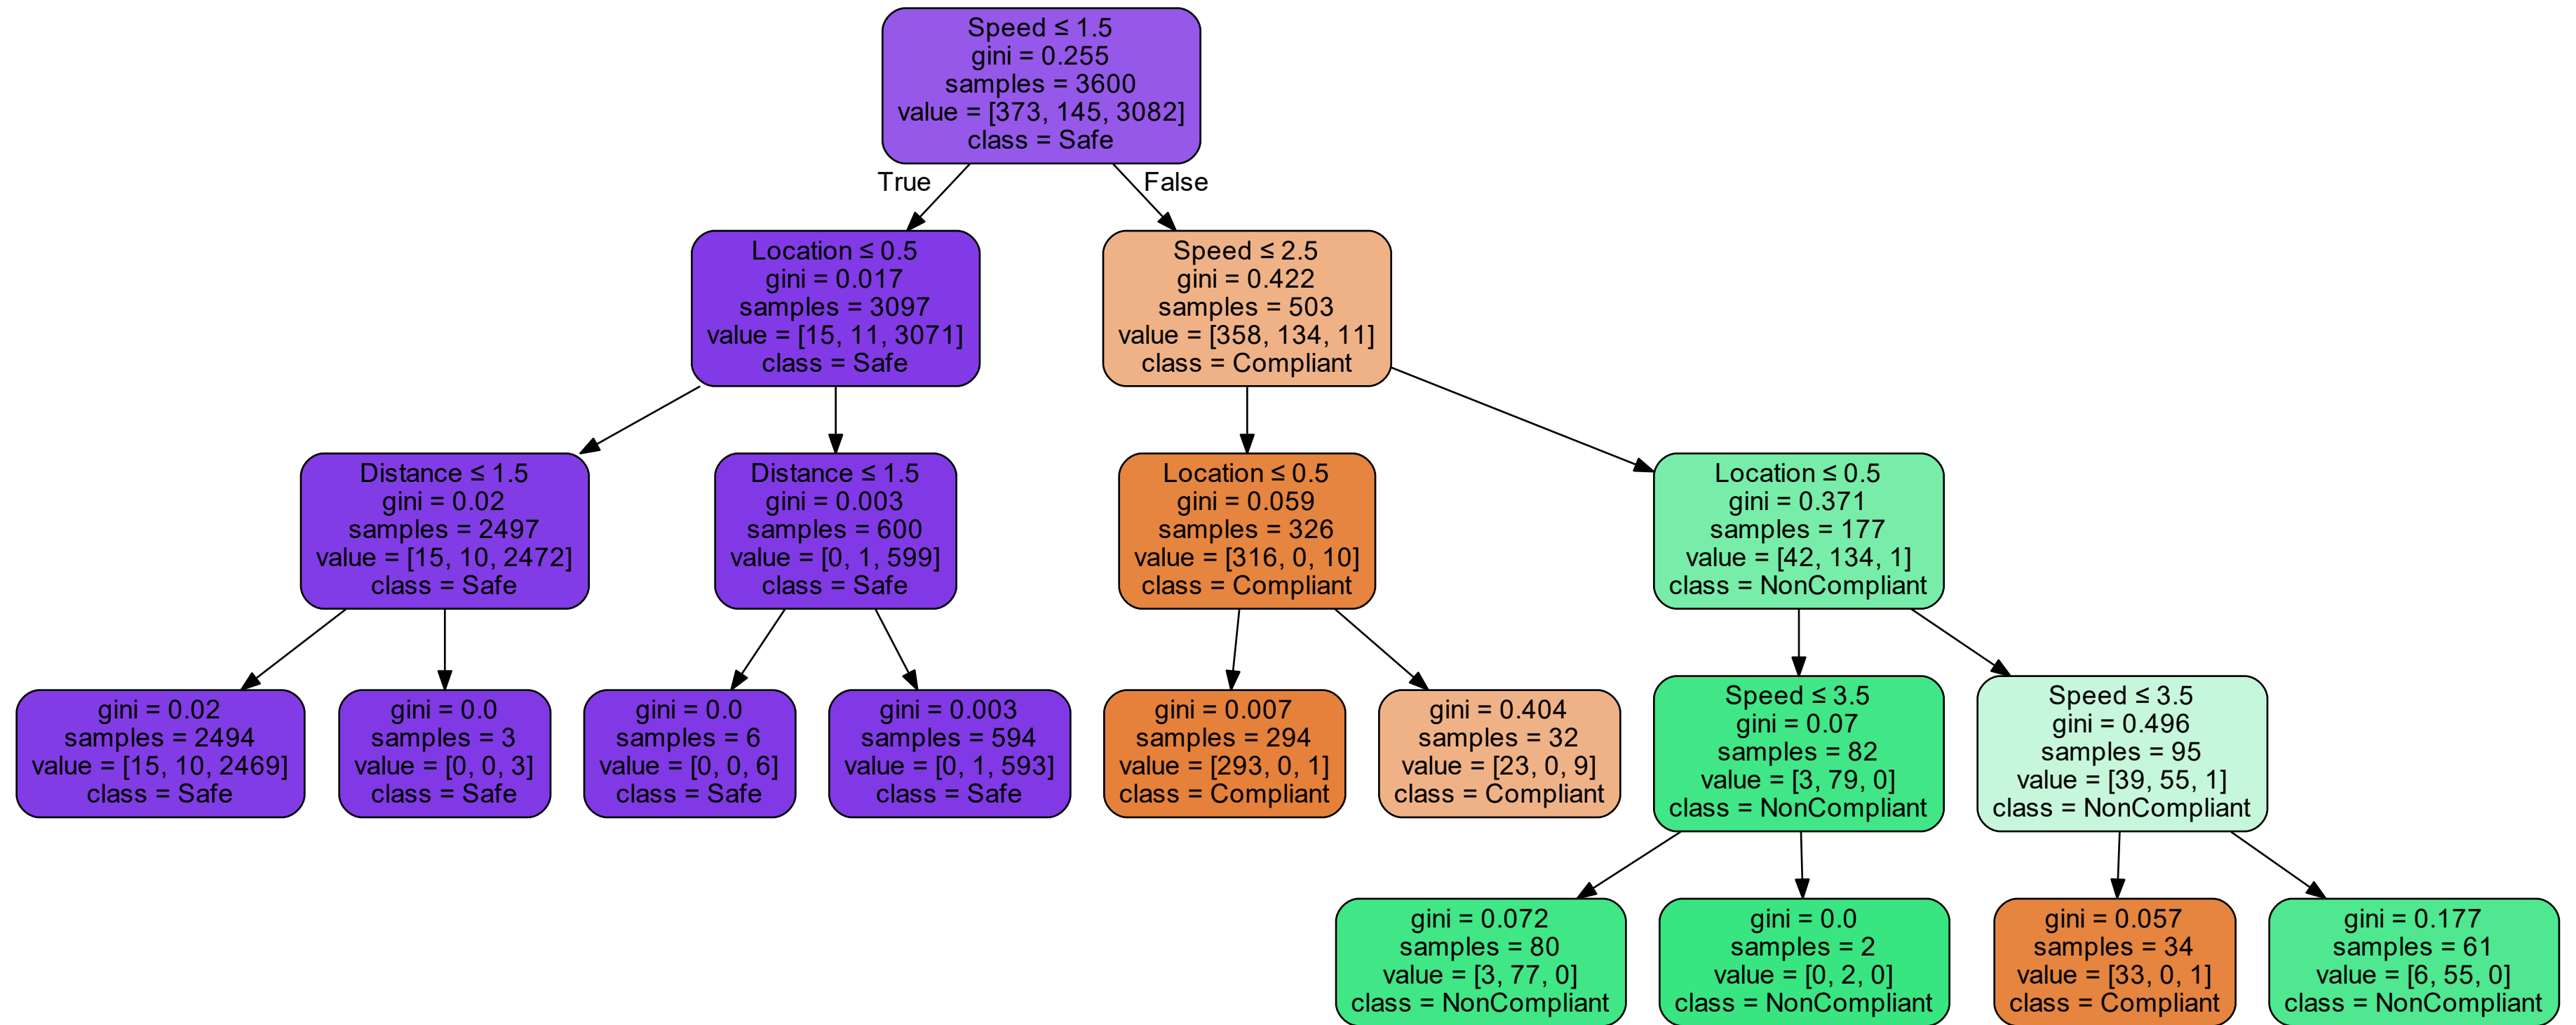 Speed ≤ 1.5
gini = 0.255
samples = 3600
value = [373, 145, 3082]
class = Safe
True
False
Location ≤ 0.5
gini = 0.017
samples = 3097
value = [15, 11, 3071]
class = Safe
Speed ≤ 2.5
gini = 0.422
samples = 503
value = [358, 134, 11]
class = Compliant
Distance ≤ 1.5
gini = 0.02
samples = 2497
value = [15, 10, 2472]
class = Safe
Distance ≤ 1.5
gini = 0.003
samples = 600
value = [0, 1, 599]
class = Safe
Location ≤ 0.5
gini = 0.059
samples = 326
value = [316, 0, 10]
class = Compliant
Location ≤ 0.5
gini = 0.371
samples = 177
value = [42, 134, 1]
class = NonCompliant
gini = 0.02
samples = 2494
value = [15, 10, 2469]
class = Safe
gini = 0.0
samples = 3
value = [0, 0, 3]
class = Safe
gini = 0.0
samples = 6
value = [0, 0, 6]
class = Safe
gini = 0.003
samples = 594
value = [0, 1, 593]
class = Safe
gini = 0.007
samples = 294
value = [293, 0, 1]
class = Compliant
gini = 0.404
samples = 32
value = [23, 0, 9]
class = Compliant
Speed ≤ 3.5
gini = 0.07
samples = 82
value = [3, 79, 0]
class = NonCompliant
Speed ≤ 3.5
gini = 0.496
samples = 95
value = [39, 55, 1]
class = NonCompliant
gini = 0.072
samples = 80
value = [3, 77, 0]
class = NonCompliant
gini = 0.0
samples = 2
value = [0, 2, 0]
class = NonCompliant
gini = 0.057
samples = 34
value = [33, 0, 1]
class = Compliant
gini = 0.177
samples = 61
value = [6, 55, 0]
class = NonCompliant